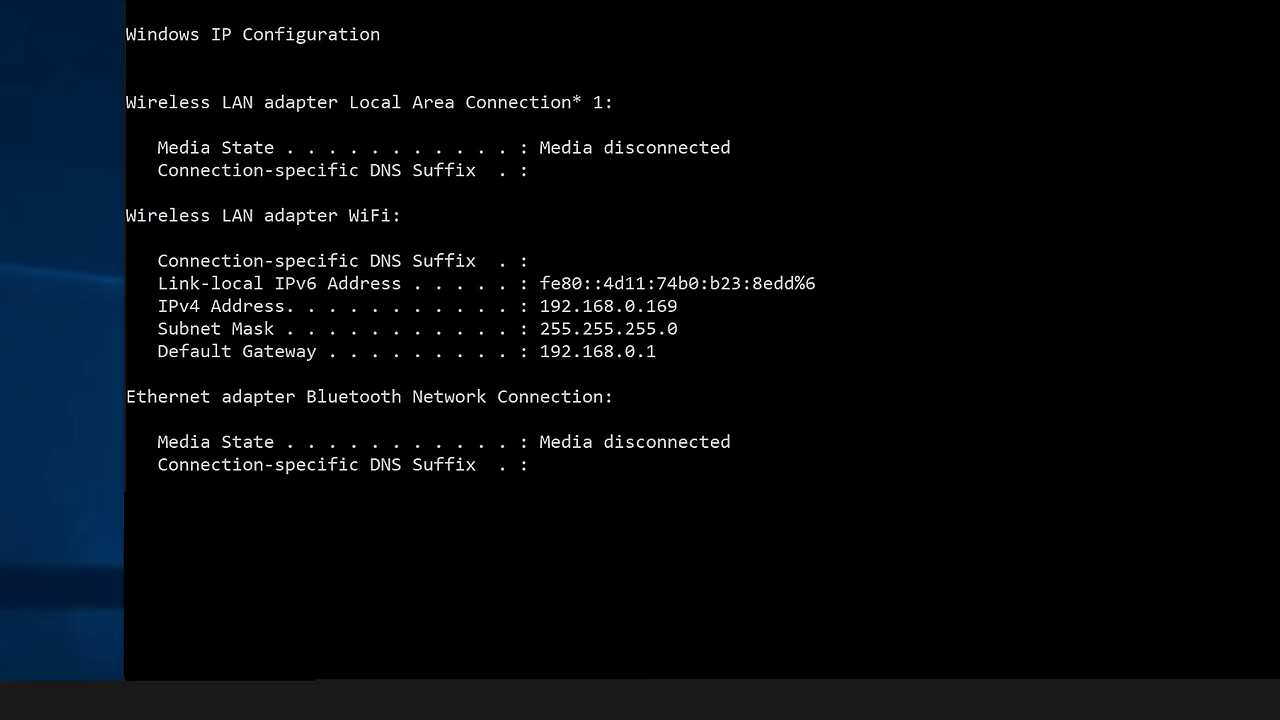 Windows IP Configuration
Wireless LAN adapter Local Area Connection* 1:
Media State . . . . . . . . . . . : Media disconnected
Connection-specific DNS Suffix  . :
Wireless LAN adapter WiFi:
Connection-specific DNS Suffix  . :
Link-local IPv6 Address . . . . . : fe80::4d11:74b0:b23:8edd%6
IPv4 Address. . . . . . . . . . . : 192.168.0.169
Subnet Mask . . . . . . . . . . . : 255.255.255.0
Default Gateway . . . . . . . . . : 192.168.0.1
Ethernet adapter Bluetooth Network Connection:
Media State . . . . . . . . . . . : Media disconnected
Connection-specific DNS Suffix  . :